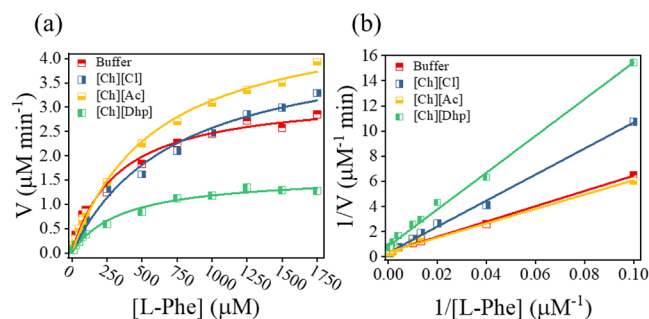 (a)
Buffer
[Ch][Cl]
[Ch][Ac]
[Ch][Dhp]
V (µM min⁻¹)
4.0
3.5
3.0
2.5
2.0
1.5
1.0
0.5
0.0
0 250 500 750 1000 1250 1500 1750
[L-Phe] (µM)
(b)
Buffer
[Ch][Cl]
[Ch][Ac]
[Ch][Dhp]
1/V (µM⁻¹ min)
16
14
12
10
8
6
4
2
0
0.00 0.02 0.04 0.06 0.08 0.10
1/[L-Phe] (µM⁻¹)